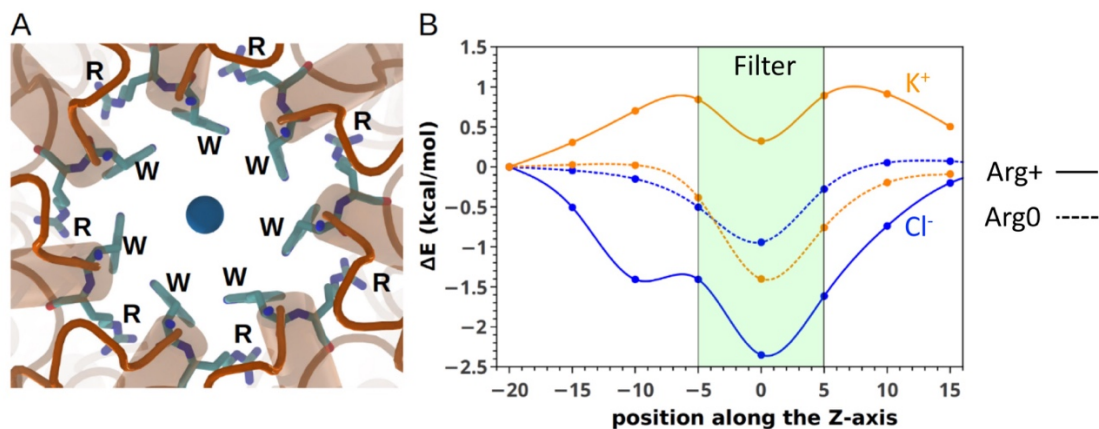 A
R
R
R
W
W
W
R
W
W
W
W
R
R
R
B
Filter
K⁺
Cl⁻
ΔE (kcal/mol)
1.5
1
0.5
0
−0.5
−1
−1.5
−2
−2.5
−20
−15
−10
−5
0
5
10
15
position along the Z-axis
Arg+
Arg0